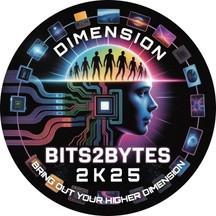 DIMENSION
BITS2BYTES
2K25
BRING OUT YOUR HIGHER DIMENSION